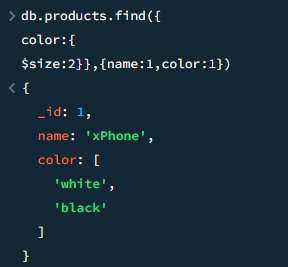 > db.products.find({
color:{
$size:2}},{name:1,color:1})
< {
_id: 1,
name: 'xPhone',
color: [
'white',
'black'
]
}